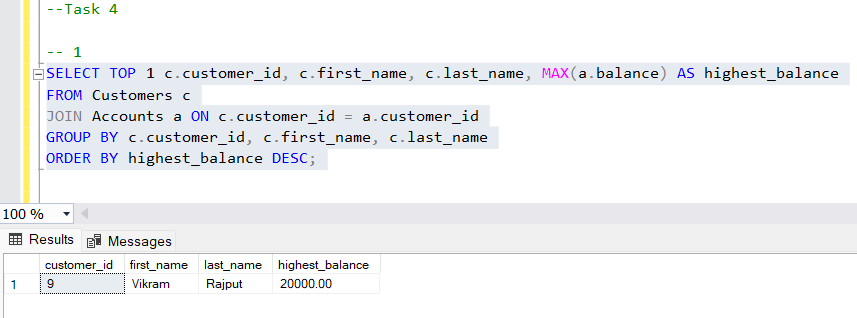 --Task 4
-- 1
SELECT TOP 1 c.customer_id, c.first_name, c.last_name, MAX(a.balance) AS highest_balance
FROM Customers c
JOIN Accounts a ON c.customer_id = a.customer_id
GROUP BY c.customer_id, c.first_name, c.last_name
ORDER BY highest_balance DESC;
100 %
Results Messages
customer_id first_name last_name highest_balance
1 9 Vikram Rajput 20000.00